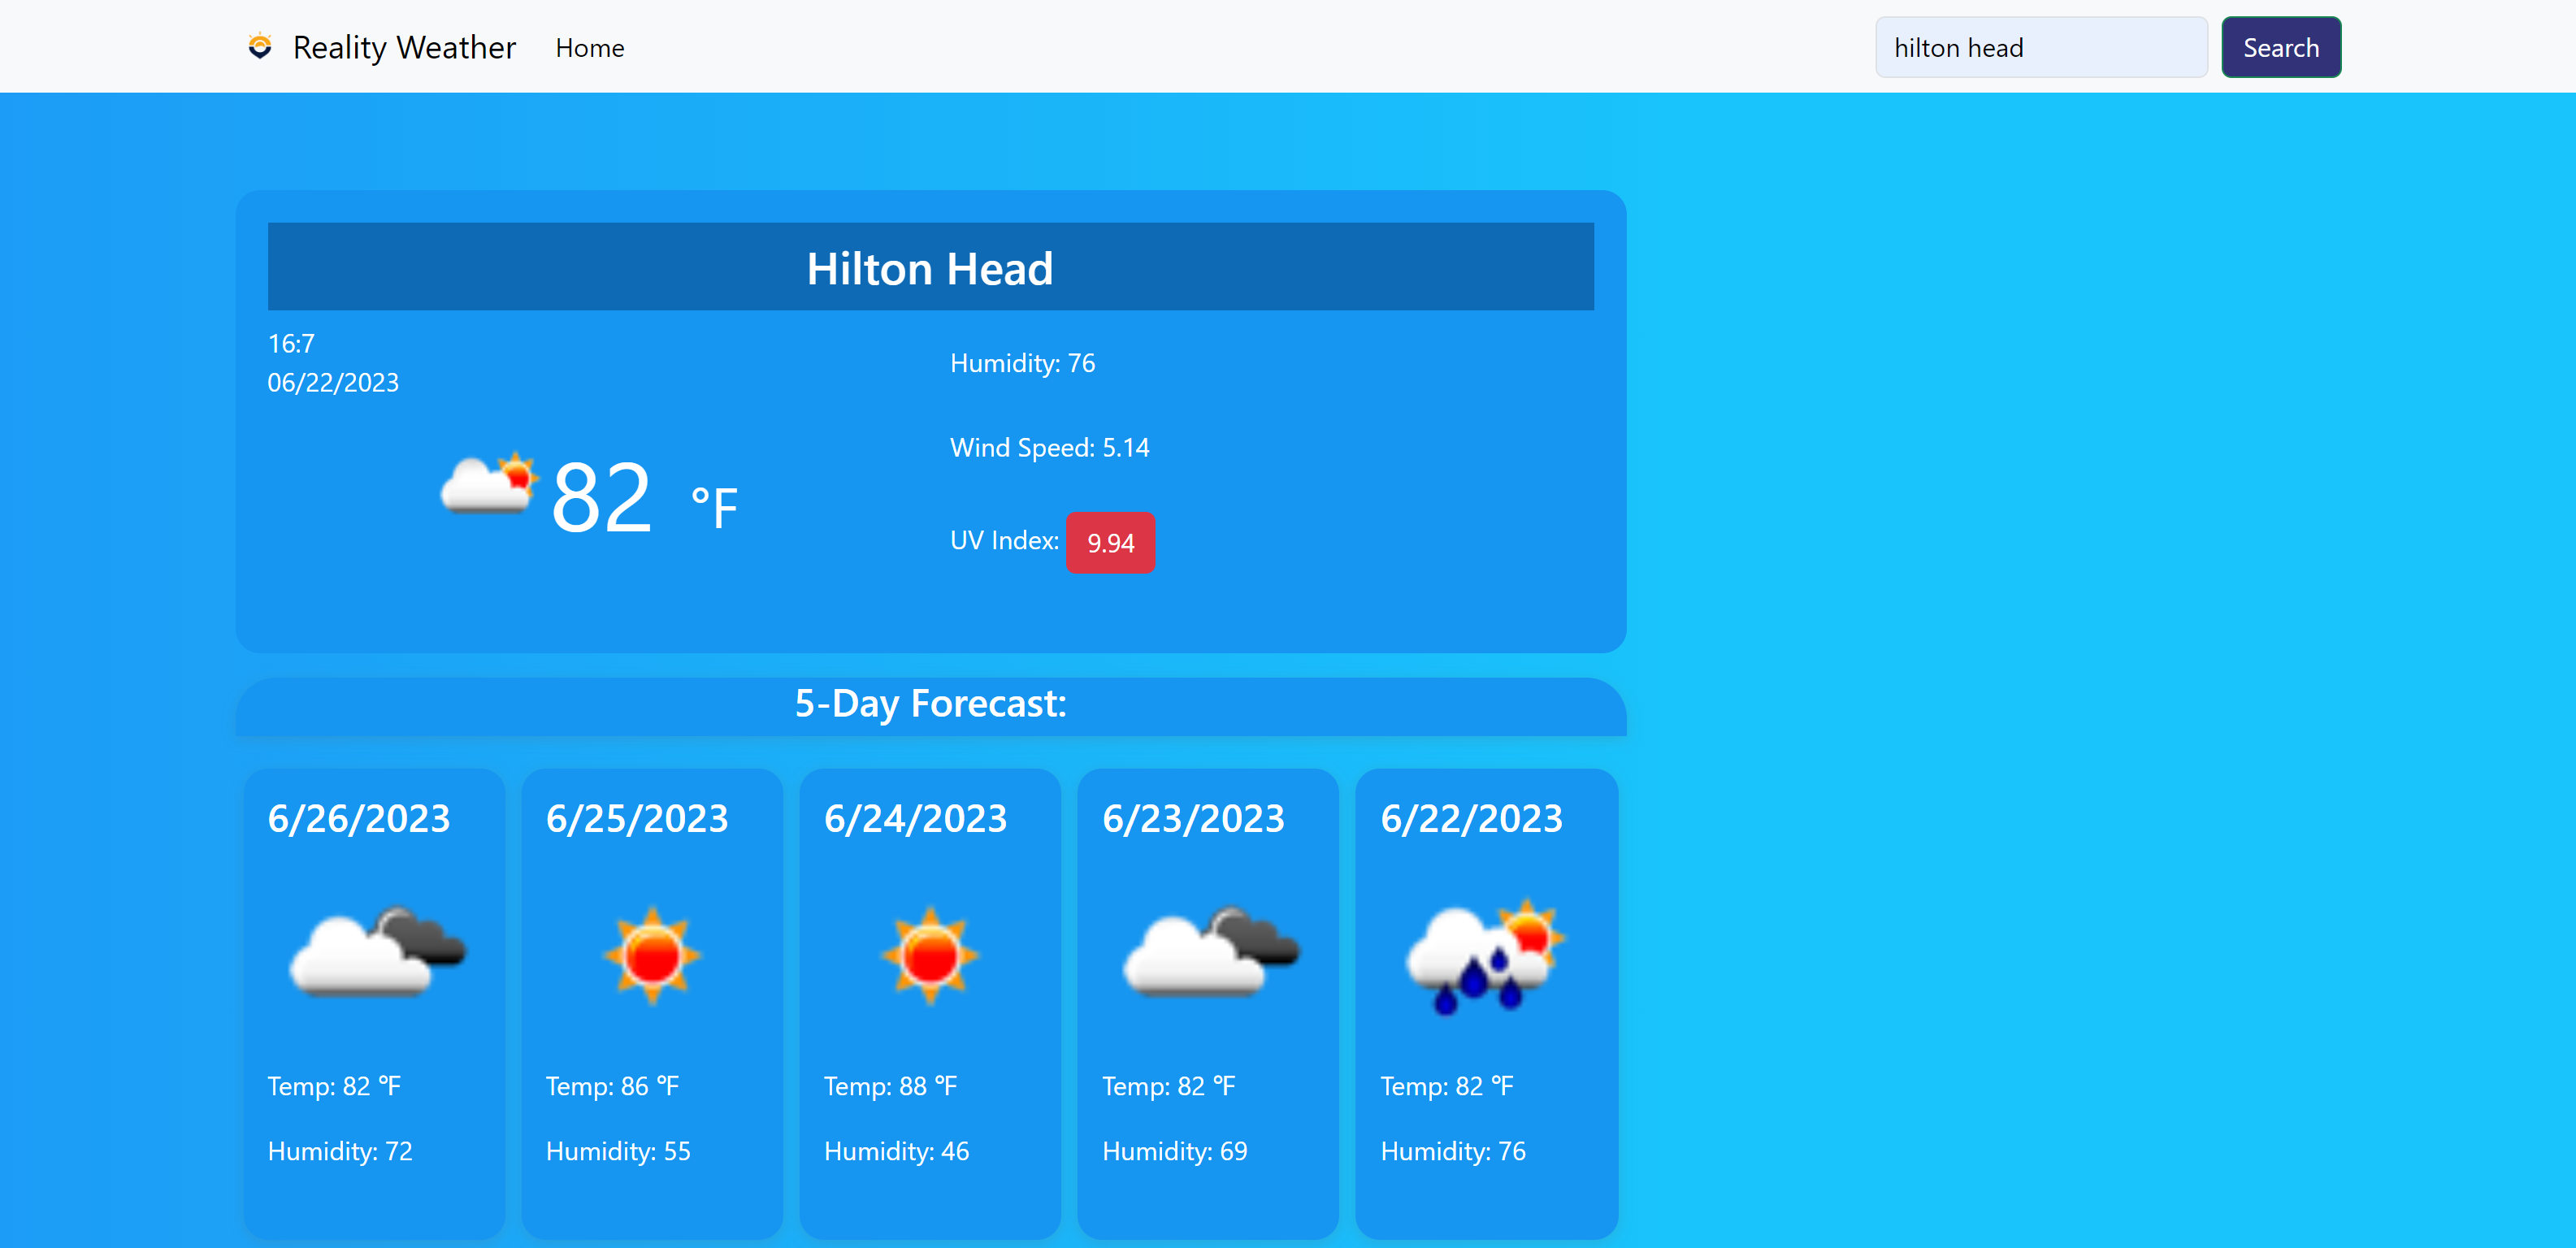 Reality Weather
Home
hilton head
Search
Hilton Head
16:7
06/22/2023
82 °F
Humidity: 76
Wind Speed: 5.14
UV Index: 9.94
5-Day Forecast:
6/26/2023
Temp: 82 °F
Humidity: 72
6/25/2023
Temp: 86 °F
Humidity: 55
6/24/2023
Temp: 88 °F
Humidity: 46
6/23/2023
Temp: 82 °F
Humidity: 69
6/22/2023
Temp: 82 °F
Humidity: 76